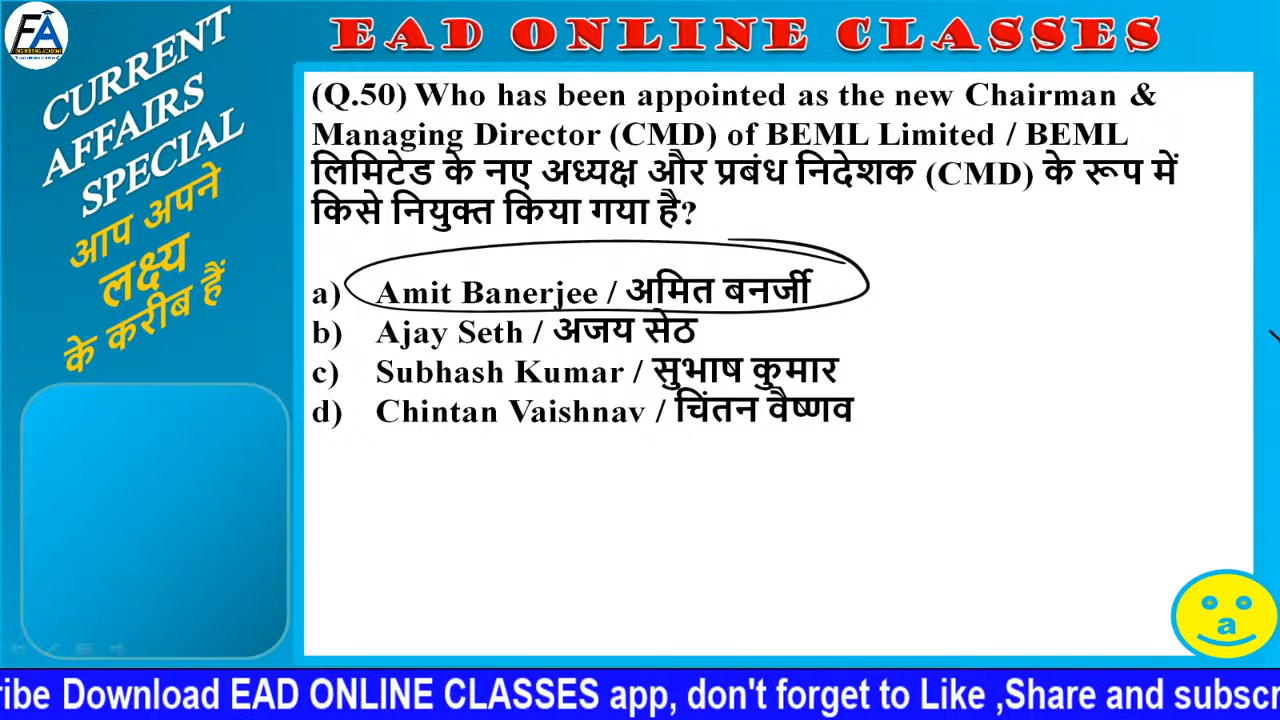 FA
ENGINEERING ACADEMY
EAD ONLINE CLASSES
CURRENT
AFFAIRS
SPECIAL
आप अपने
लक्ष्य
के करीब हैं
(Q.50) Who has been appointed as the new Chairman &
Managing Director (CMD) of BEML Limited / BEML
लिमिटेड के नए अध्यक्ष और प्रबंध निदेशक (CMD) के रूप में
किसे नियुक्त किया गया है?
a) Amit Banerjee / अमित बनर्जी
b) Ajay Seth / अजय सेठ
c) Subhash Kumar / सुभाष कुमार
d) Chintan Vaishnav / चिंतन वैष्णव
a
ribe Download EAD ONLINE CLASSES app, don't forget to Like ,Share and subscr